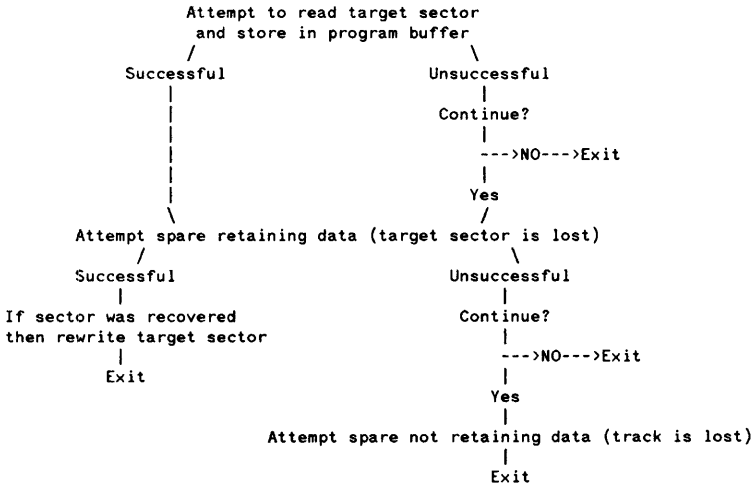 Attempt to read target sector
and store in program buffer
Successful Unsuccessful
Continue?
--->NO--->Exit
Yes
Attempt spare retaining data (target sector is lost)
Successful Unsuccessful
If sector was recovered Continue?
then rewrite target sector
--->NO--->Exit
Exit
Yes
Attempt spare not retaining data (track is lost)
Exit